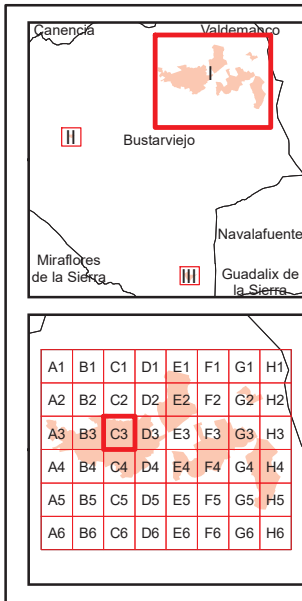 Canencia Valdemanco
I
II
Bustarviejo
Navalafuente
Miraflores
de la Sierra
III
Guadalix de
la Sierra
A1 B1 C1 D1 E1 F1 G1 H1
A2 B2 C2 D2 E2 F2 G2 H2
A3 B3 C3 D3 E3 F3 G3 H3
A4 B4 C4 D4 E4 F4 G4 H4
A5 B5 C5 D5 E5 F5 G5 H5
A6 B6 C6 D6 E6 F6 G6 H6